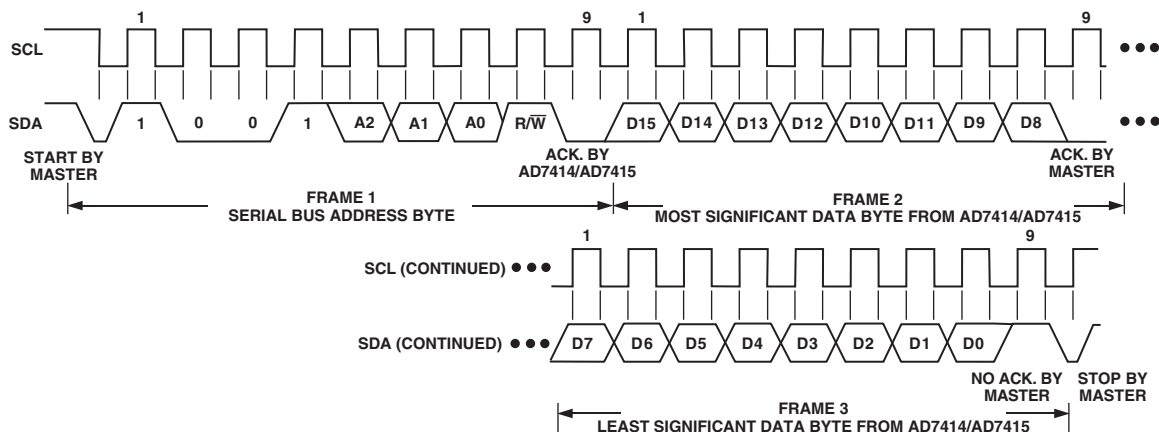 1 9 1 9
SCL
SDA 1 0 0 1 A2 A1 A0 R/W̅ D15 D14 D13 D12 D10 D11 D9 D8
START BY
MASTER
ACK. BY
AD7414/AD7415
ACK. BY
MASTER
FRAME 1
SERIAL BUS ADDRESS BYTE
FRAME 2
MOST SIGNIFICANT DATA BYTE FROM AD7414/AD7415
1 9
SCL (CONTINUED)
SDA (CONTINUED) D7 D6 D5 D4 D3 D2 D1 D0
NO ACK. BY
MASTER
STOP BY
MASTER
FRAME 3
LEAST SIGNIFICANT DATA BYTE FROM AD7414/AD7415